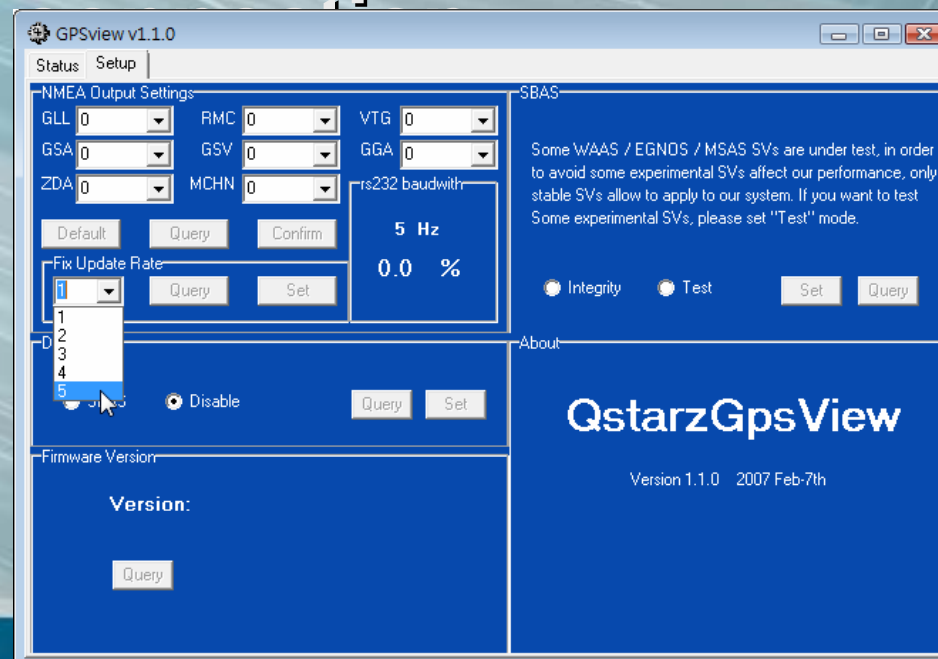 GPSview v1.1.0
Status Setup
NMEA Output Settings
GLL 0 RMC 0 VTG 0
GSA 0 GSV 0 GGA 0
ZDA 0 MCHN 0
rs232 baudwith
Default Query Confirm
5 Hz
0.0 %
Fix Update Rate
1 Query Set
1
2
3
4
5
Disable Query Set
Firmware Version
Version:
Query
SBAS
Some WAAS / EGNOS / MSAS SVs are under test, in order
to avoid some experimental SVs affect our performance, only
stable SVs allow to apply to our system. If you want to test
Some experimental SVs, please set "Test" mode.
Integrity Test Set Query
About
QstarzGpsView
Version 1.1.0 2007 Feb-7th